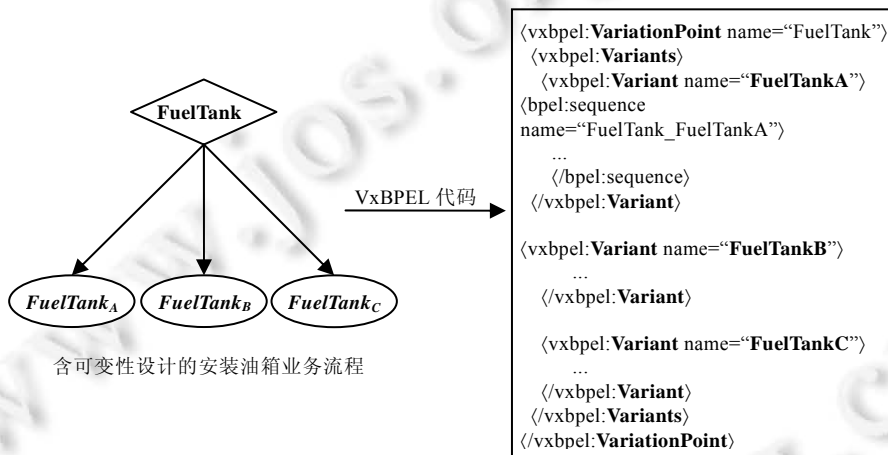 FuelTank
FuelTankA
FuelTankB
FuelTankC
含可变性设计的安装油箱业务流程
VxBPEL 代码
〈vxbpel:VariationPoint name=“FuelTank”〉
〈vxbpel:Variants〉
〈vxbpel:Variant name=“FuelTankA”〉
〈bpel:sequence
name=“FuelTank_FuelTankA”〉
...
〈/bpel:sequence〉
〈/vxbpel:Variant〉
〈vxbpel:Variant name=“FuelTankB”〉
...
〈/vxbpel:Variant〉
〈vxbpel:Variant name=“FuelTankC”〉
...
〈/vxbpel:Variant〉
〈/vxbpel:Variants〉
〈/vxbpel:VariationPoint〉
www.jos.o